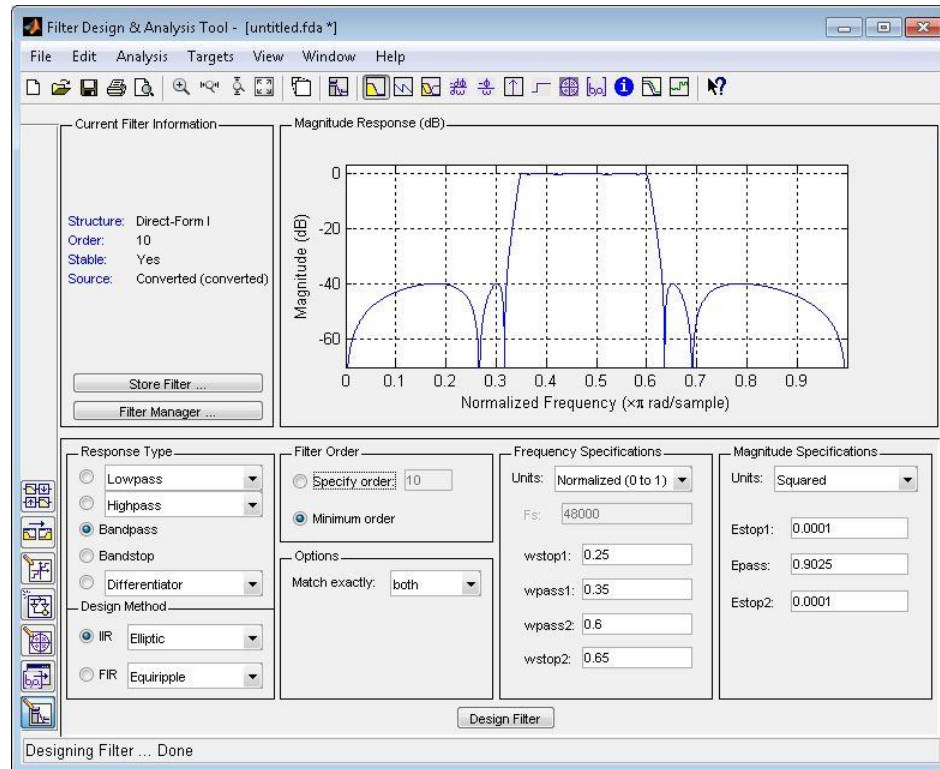 Filter Design & Analysis Tool - [untitled.fda *]
File Edit Analysis Targets View Window Help
Current Filter Information
Structure: Direct-Form I
Order: 10
Stable: Yes
Source: Converted (converted)
Store Filter ...
Filter Manager ...
Magnitude Response (dB)
Magnitude (dB)
0
-20
-40
-60
0 0.1 0.2 0.3 0.4 0.5 0.6 0.7 0.8 0.9
Normalized Frequency (×π rad/sample)
Response Type
Lowpass
Highpass
Bandpass
Bandstop
Differentiator
Design Method
IIR Elliptic
FIR Equiripple
Filter Order
Specify order: 10
Minimum order
Options
Match exactly: both
Frequency Specifications
Units: Normalized (0 to 1)
Fs: 48000
wstop1: 0.25
wpass1: 0.35
wpass2: 0.6
wstop2: 0.65
Magnitude Specifications
Units: Squared
Estop1: 0.0001
Epass: 0.9025
Estop2: 0.0001
Design Filter
Designing Filter ... Done